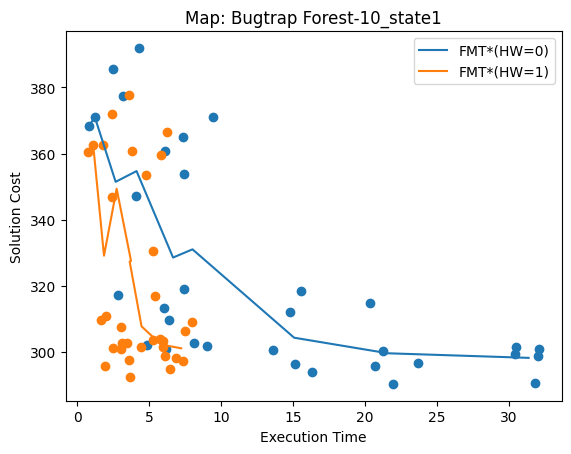 Map: Bugtrap Forest-10_state1
FMT*(HW=0)
FMT*(HW=1)
Solution Cost
380
360
340
320
300
0 5 10 15 20 25 30
Execution Time